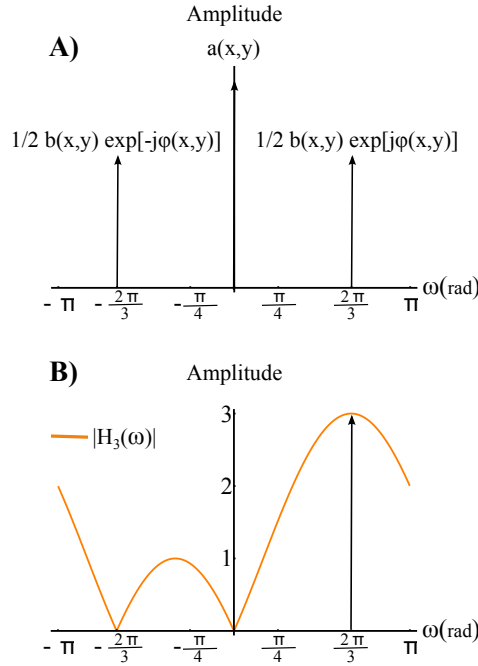 Amplitude
A)
a(x,y)
1/2 b(x,y) exp[-jφ(x,y)]
1/2 b(x,y) exp[jφ(x,y)]
- π
- 2π/3
- π/4
π/4
2π/3
π
ω(rad)
B)
Amplitude
3
|H₃(ω)|
2
1
- π
- 2π/3
- π/4
π/4
2π/3
π
ω(rad)